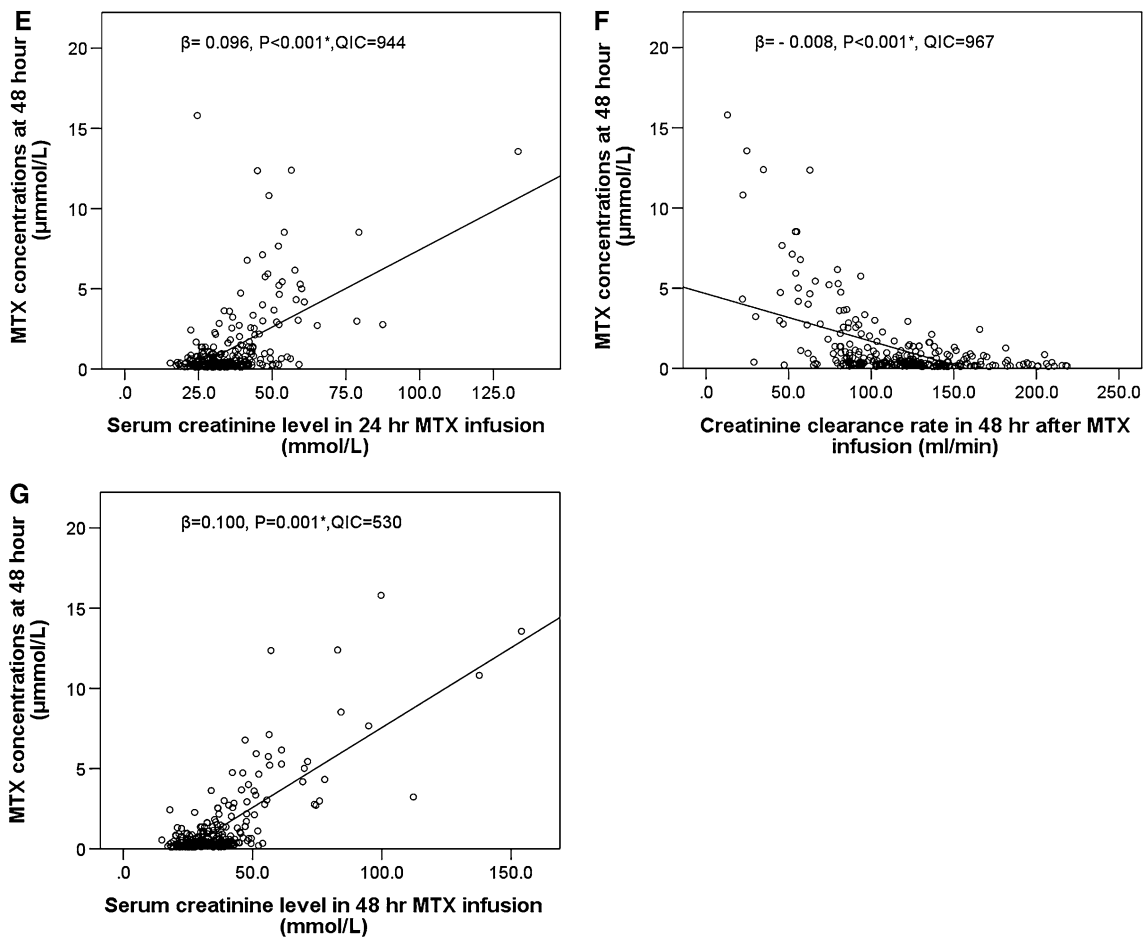 E
β= 0.096, P<0.001*,QIC=944
MTX concentrations at 48 hour
(μmmol/L)
20
15
10
5
0
.0 25.0 50.0 75.0 100.0 125.0
Serum creatinine level in 24 hr MTX infusion
(mmol/L)
F
β= - 0.008, P<0.001*, QIC=967
MTX concentrations at 48 hour
(μmmol/L)
20
15
10
5
0
.0 50.0 100.0 150.0 200.0 250.0
Creatinine clearance rate in 48 hr after MTX
infusion (ml/min)
G
β=0.100, P=0.001*,QIC=530
MTX concentrations at 48 hour
(μmmol/L)
20
15
10
5
0
.0 50.0 100.0 150.0
Serum creatinine level in 48 hr MTX infusion
(mmol/L)